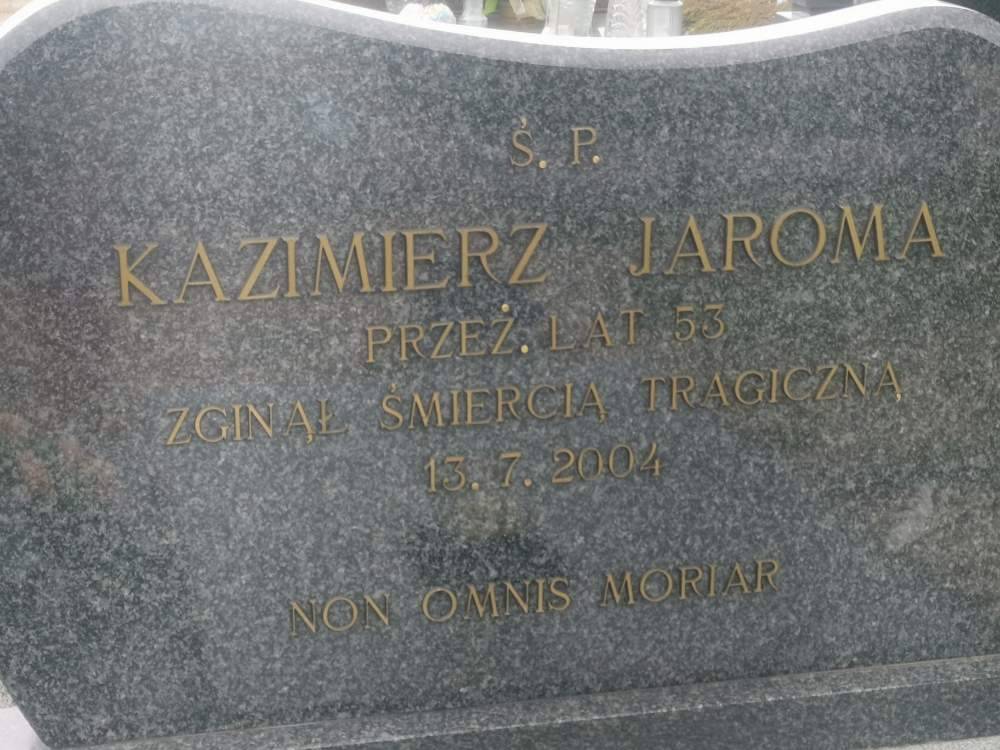 Ś. P.
KAZIMIERZ JAROMA
PRZEŻ. LAT 53
ZGINĄŁ ŚMIERCIĄ TRAGICZNĄ
13. 7. 2004
NON OMNIS MORIAR